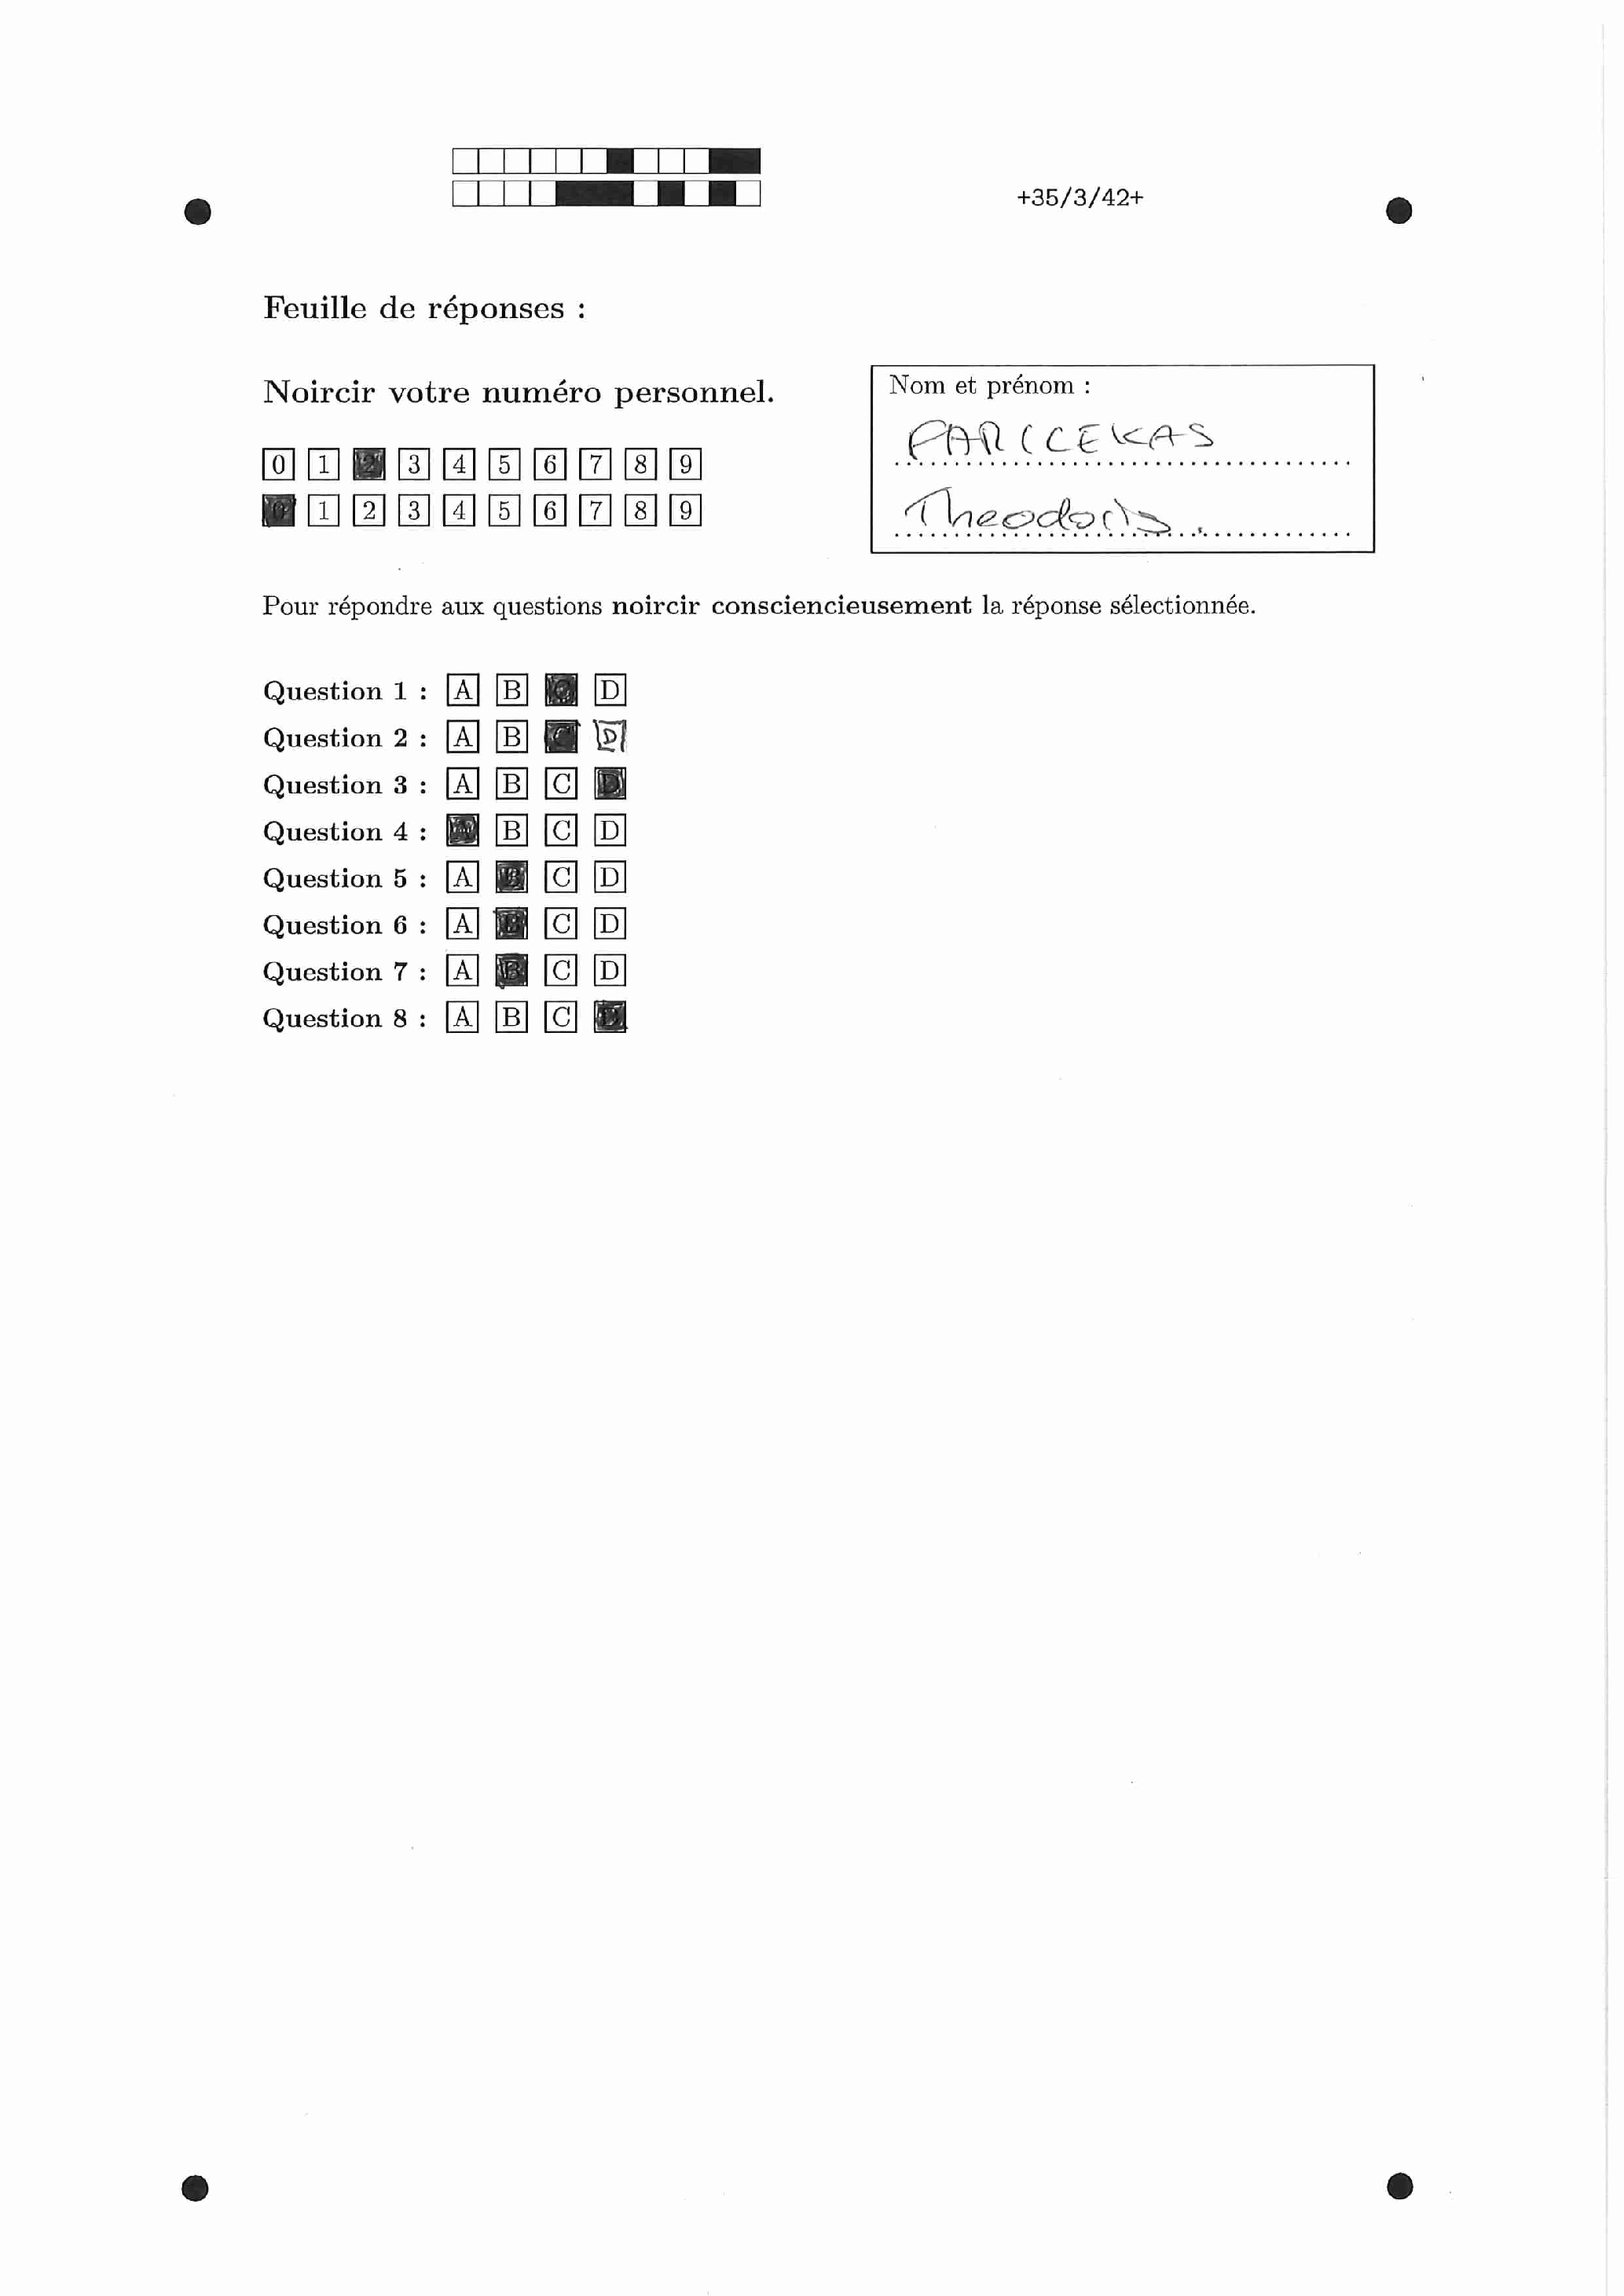 +35/3/42+
Feuille de réponses :
Noircir votre numéro personnel.
0 1 2 3 4 5 6 7 8 9
0 1 2 3 4 5 6 7 8 9
Nom et prénom :
Theodoris.
Pour répondre aux questions noircir consciencieusement la réponse sélectionnée.
Question 1 : A B C D
Question 2 : A B C D
Question 3 : A B C D
Question 4 : A B C D
Question 5 : A B C D
Question 6 : A B C D
Question 7 : A B C D
Question 8 : A B C D